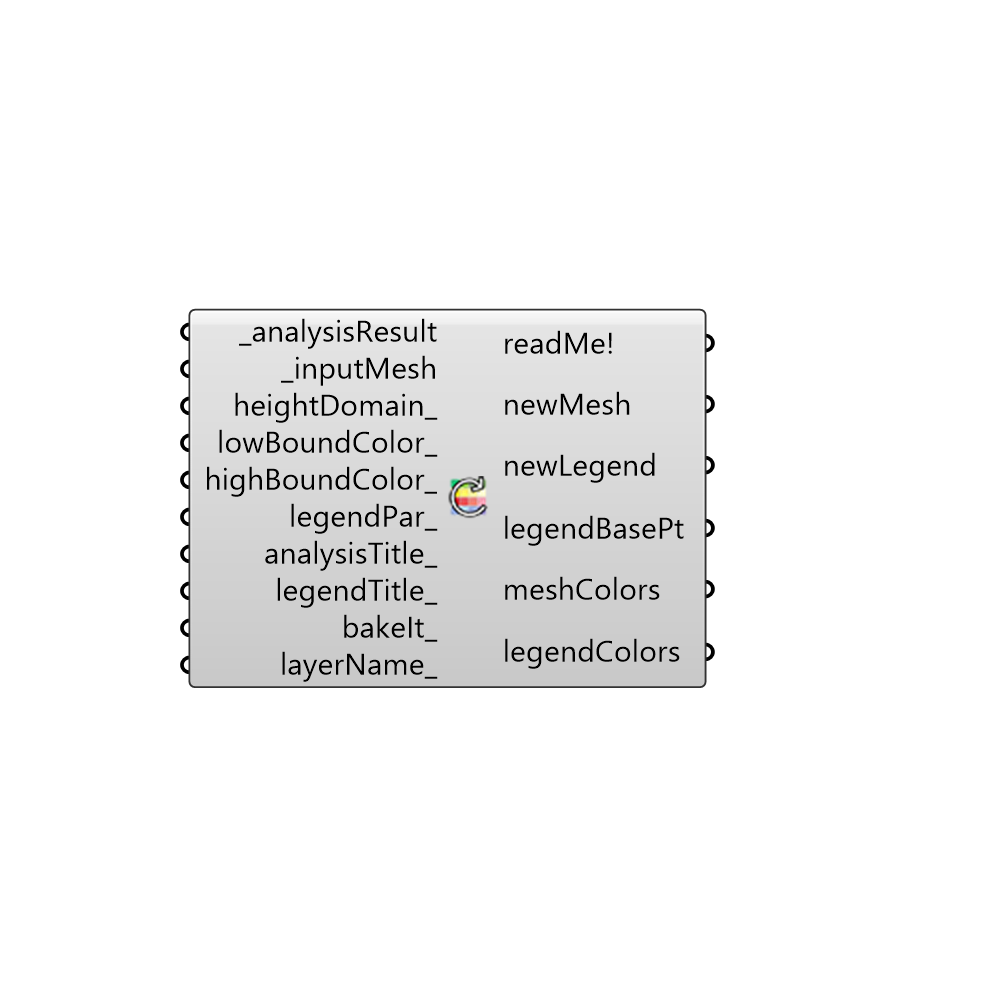 _analysisResult
_inputMesh
heightDomain_
lowBoundColor_
highBoundColor_
legendPar_
analysisTitle_
legendTitle_
bakeIt_
layerName_
readMe!
newMesh
newLegend
legendBasePt
meshColors
legendColors